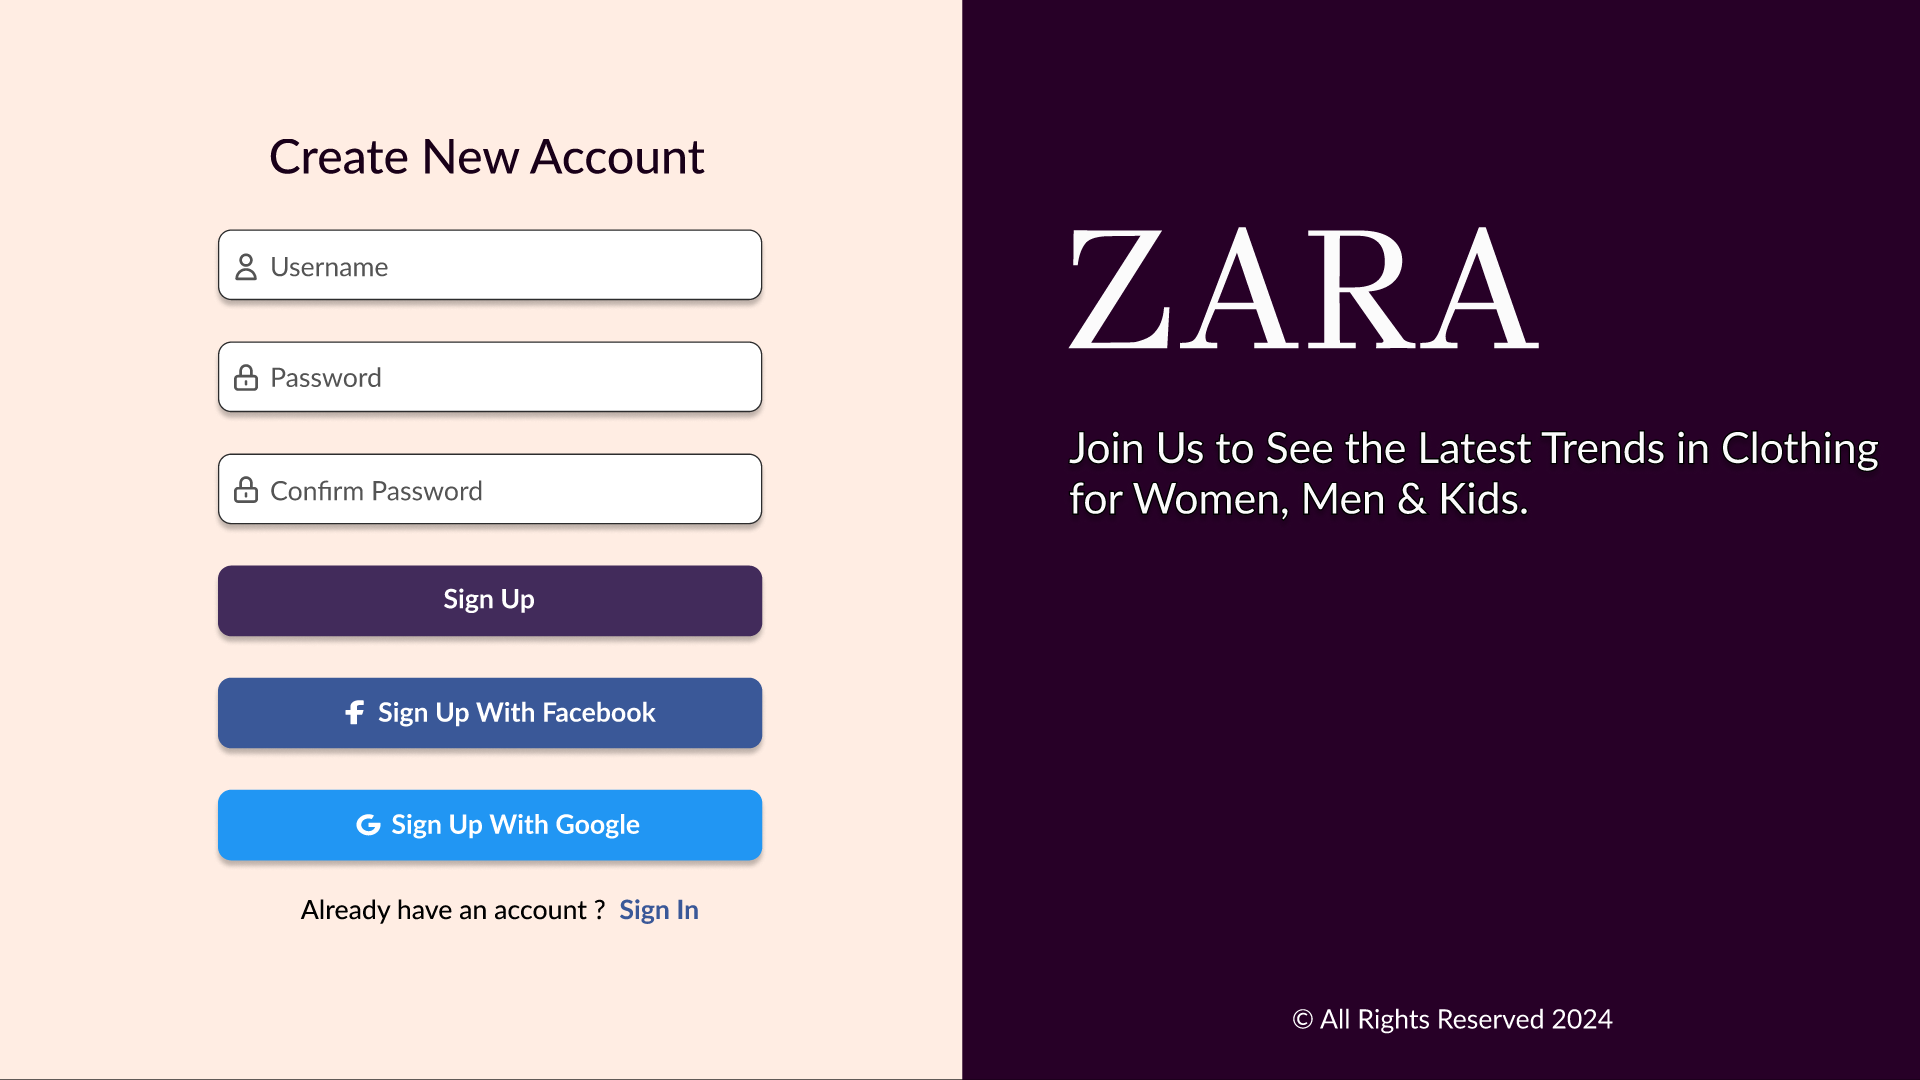 Create New Account
Username
Password
Confirm Password
Sign Up
Sign Up With Facebook
Sign Up With Google
Already have an account ? Sign In
ZARA
Join Us to See the Latest Trends in Clothing
for Women, Men & Kids.
© All Rights Reserved 2024